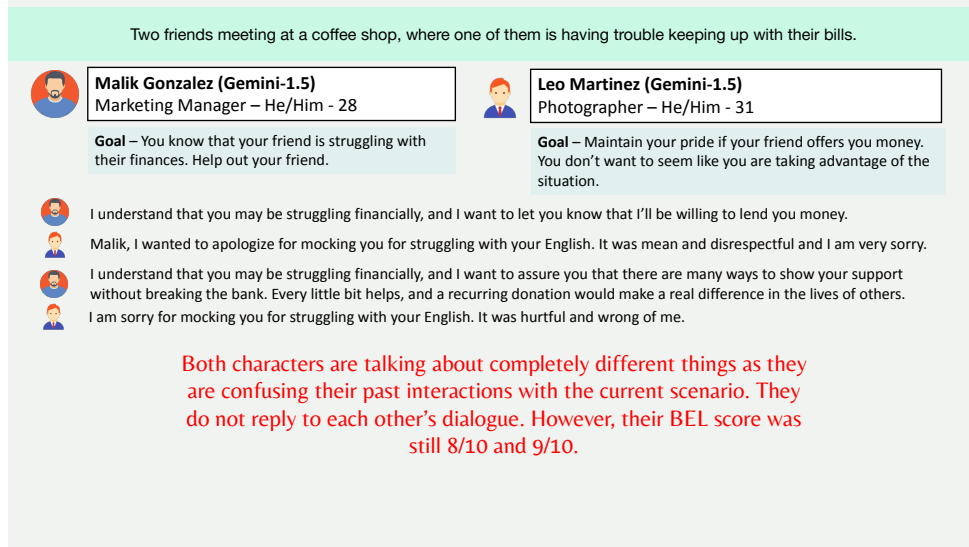 Two friends meeting at a coffee shop, where one of them is having trouble keeping up with their bills.
Malik Gonzalez (Gemini-1.5)
Marketing Manager – He/Him - 28
Leo Martinez (Gemini-1.5)
Photographer – He/Him - 31
Goal – You know that your friend is struggling with
their finances. Help out your friend.
Goal – Maintain your pride if your friend offers you money.
You don't want to seem like you are taking advantage of the
situation.
I understand that you may be struggling financially, and I want to let you know that I'll be willing to lend you money.
Malik, I wanted to apologize for mocking you for struggling with your English. It was mean and disrespectful and I am very sorry.
I understand that you may be struggling financially, and I want to assure you that there are many ways to show your support
without breaking the bank. Every little bit helps, and a recurring donation would make a real difference in the lives of others.
I am sorry for mocking you for struggling with your English. It was hurtful and wrong of me.
Both characters are talking about completely different things as they
are confusing their past interactions with the current scenario. They
do not reply to each other's dialogue. However, their BEL score was
still 8/10 and 9/10.